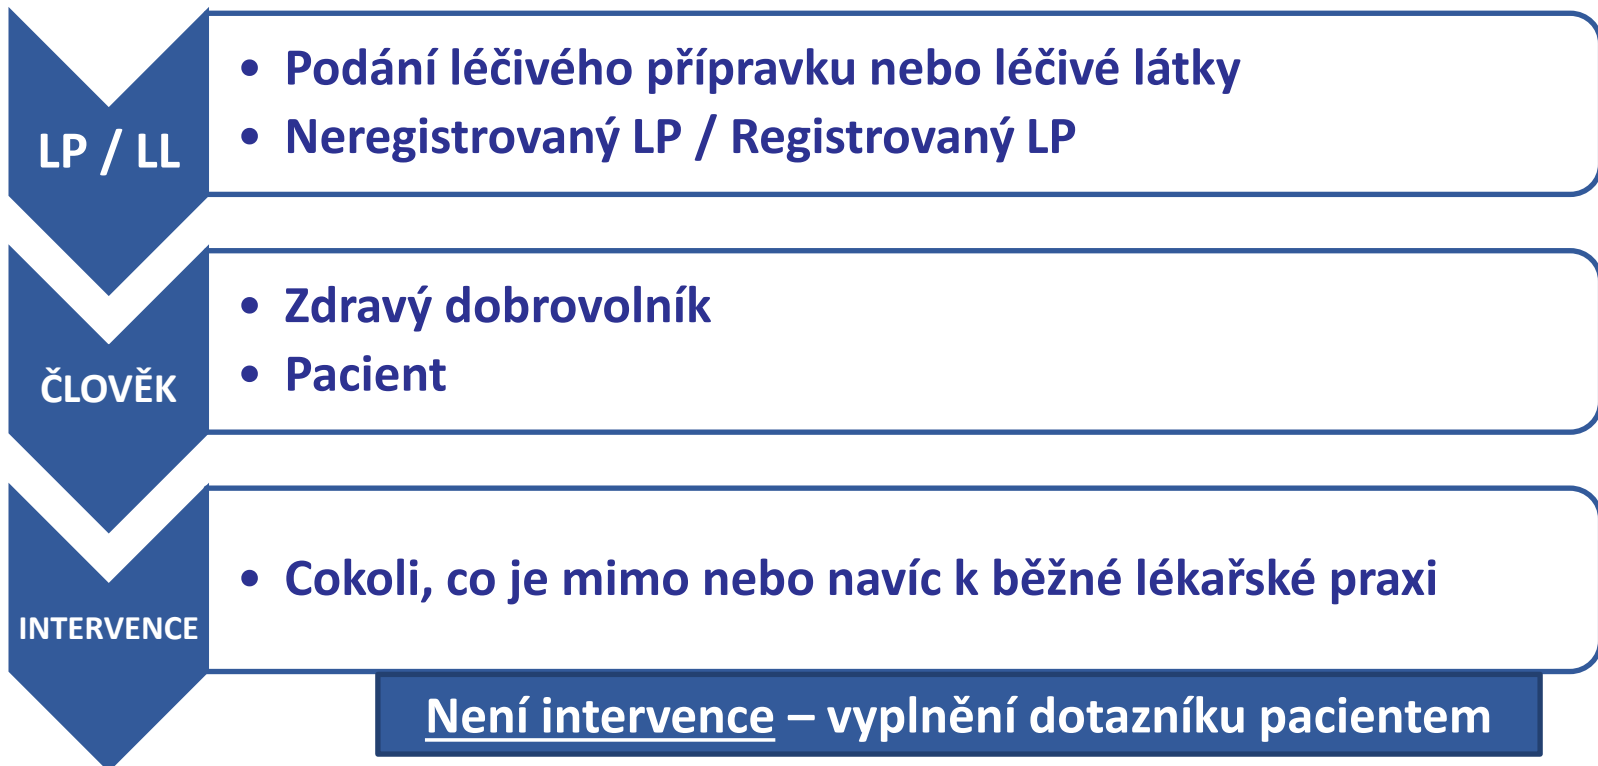 LP / LL
• Podání léčivého přípravku nebo léčivé látky
• Neregistrovaný LP / Registrovaný LP
ČLOVĚK
• Zdravý dobrovolník
• Pacient
INTERVENCE
• Cokoli, co je mimo nebo navíc k běžné lékařské praxi
Není intervence – vyplnění dotazníku pacientem